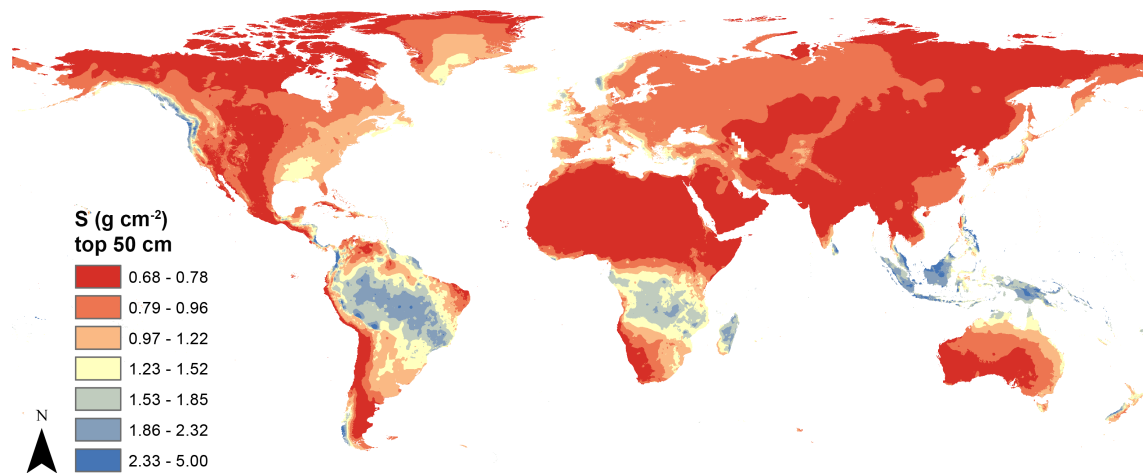 S (g cm⁻²)
top 50 cm
0.68 - 0.78
0.79 - 0.96
0.97 - 1.22
1.23 - 1.52
1.53 - 1.85
1.86 - 2.32
2.33 - 5.00
N